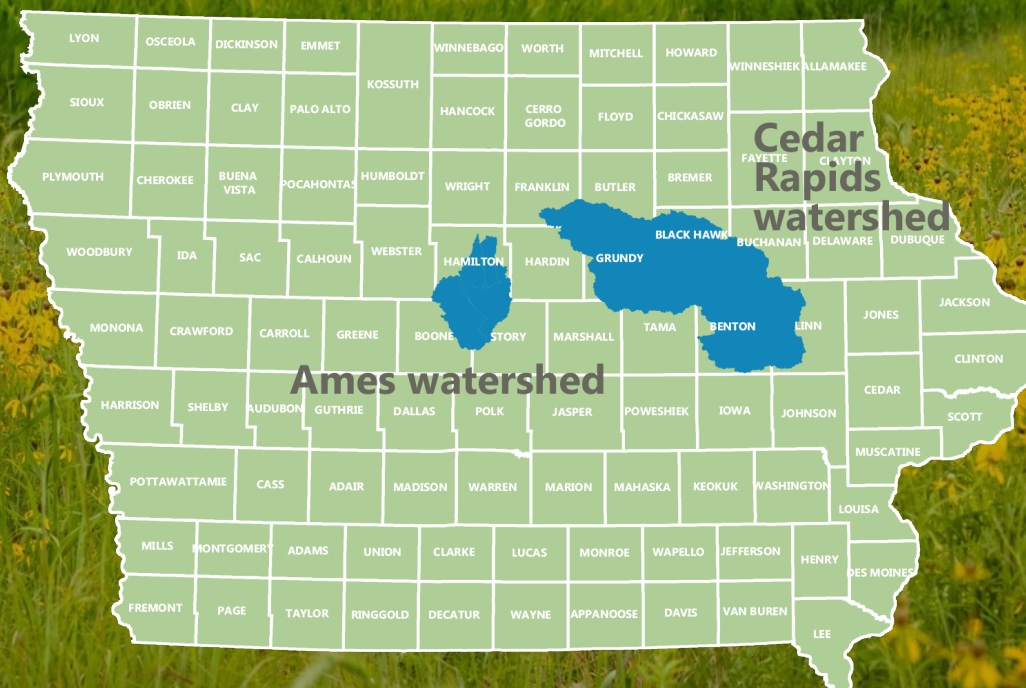 LYON
OSCEOLA
DICKINSON
EMMET
KOSSUTH
WINNEBAGO
WORTH
MITCHELL
HOWARD
WINNESHIEK
ALLAMAKEE
SIOUX
OBRIEN
CLAY
PALO ALTO
HANCOCK
CERRO
GORDO
FLOYD
CHICKASAW
Cedar
Rapids
watershed
FAYETTE
CLAYTON
PLYMOUTH
CHEROKEE
BUENA
VISTA
POCAHONTAS
HUMBOLDT
WRIGHT
FRANKLIN
BUTLER
BREMER
WOODBURY
IDA
SAC
CALHOUN
WEBSTER
HAMILTON
HARDIN
GRUNDY
BLACK HAWK
BUCHANAN
DELAWARE
DUBUQUE
MONONA
CRAWFORD
CARROLL
GREENE
BOONE
STORY
MARSHALL
TAMA
BENTON
LINN
JONES
JACKSON
CLINTON
Ames watershed
HARRISON
SHELBY
AUDUBON
GUTHRIE
DALLAS
POLK
JASPER
POWESHIEK
IOWA
JOHNSON
CEDAR
SCOTT
MUSCATINE
POTTAWATTAMIE
CASS
ADAIR
MADISON
WARREN
MARION
MAHASKA
KEOKUK
WASHINGTON
LOUISA
MILLS
MONTGOMERY
ADAMS
UNION
CLARKE
LUCAS
MONROE
WAPELLO
JEFFERSON
HENRY
DES MOINES
FREMONT
PAGE
TAYLOR
RINGGOLD
DECATUR
WAYNE
APPANOOSE
DAVIS
VAN BUREN
LEE